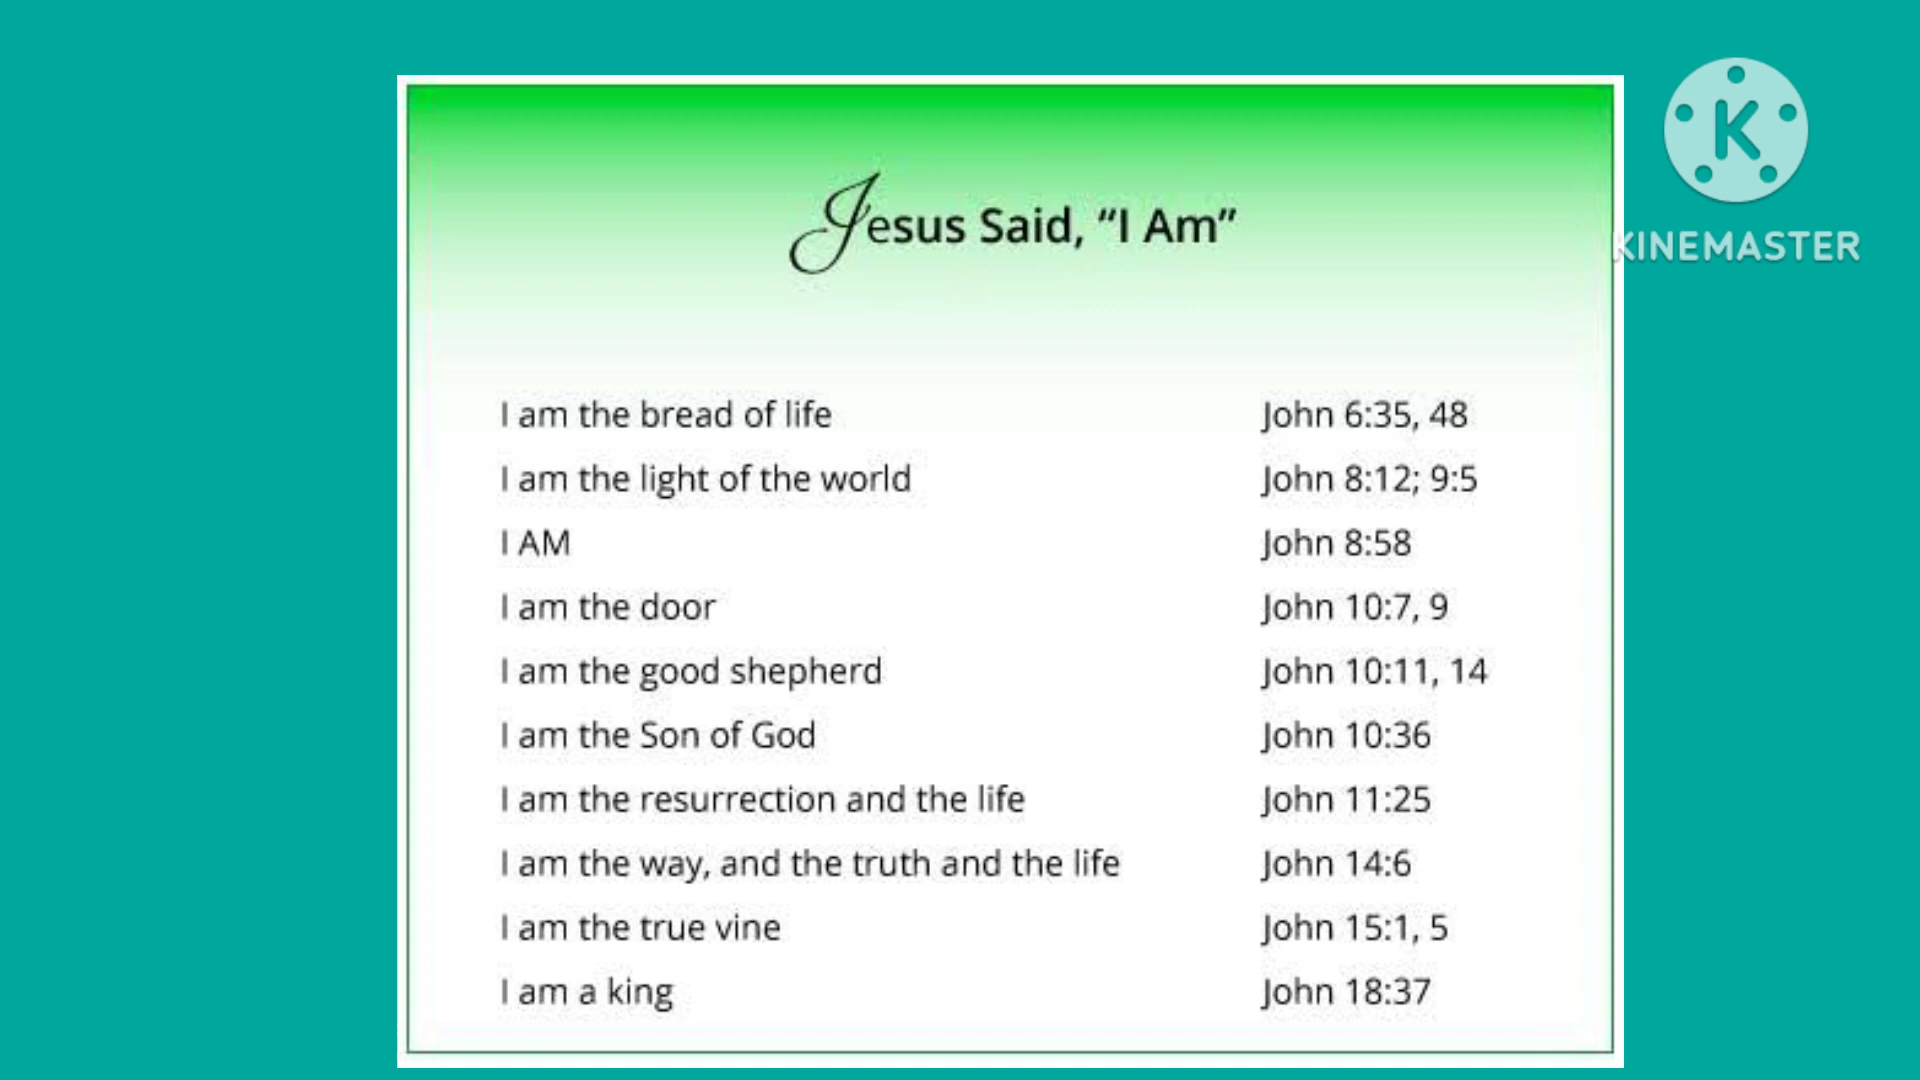 Jesus Said, “I Am”
K
KINEMASTER
I am the bread of life John 6:35, 48
I am the light of the world John 8:12; 9:5
I AM John 8:58
I am the door John 10:7, 9
I am the good shepherd John 10:11, 14
I am the Son of God John 10:36
I am the resurrection and the life John 11:25
I am the way, and the truth and the life John 14:6
I am the true vine John 15:1, 5
I am a king John 18:37